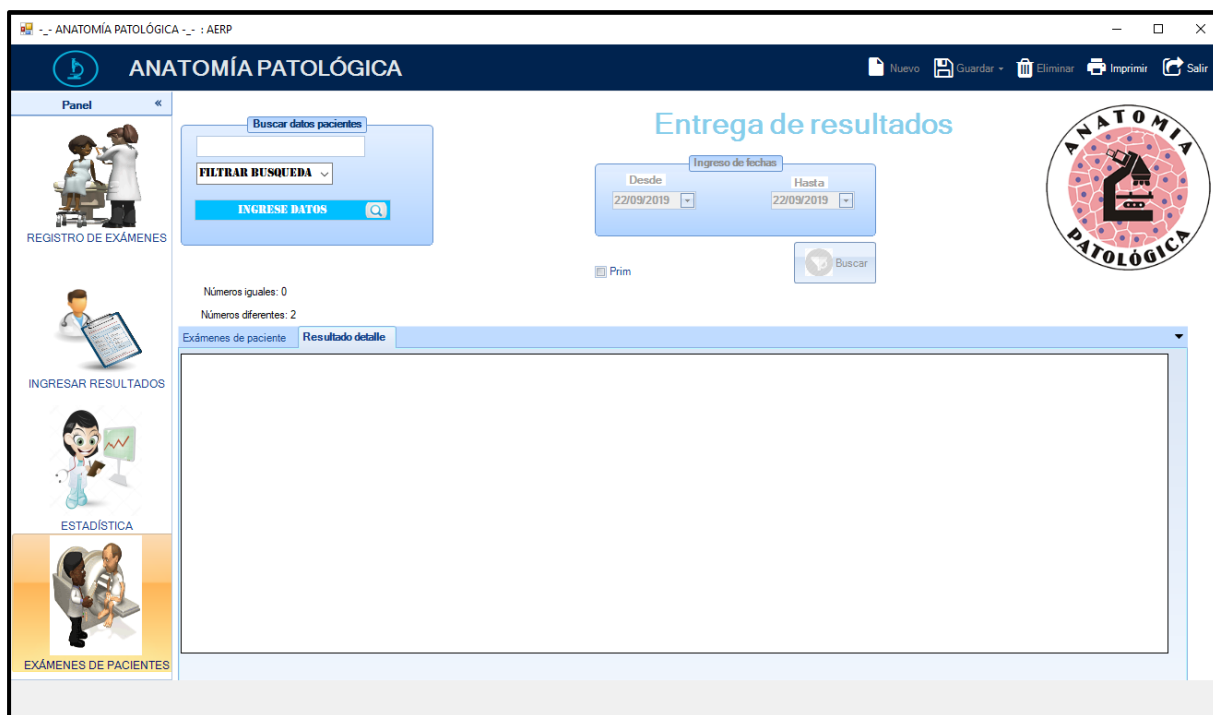 -_- ANATOMÍA PATOLÓGICA -_- : AERP
ANATOMÍA PATOLÓGICA
Nuevo Guardar Eliminar Imprimir Salir
Panel «
REGISTRO DE EXÁMENES
INGRESAR RESULTADOS
ESTADÍSTICA
EXÁMENES DE PACIENTES
Buscar datos pacientes
FILTRAR BUSQUEDA
INGRESE DATOS
Números iguales: 0
Números diferentes: 2
Entrega de resultados
Ingreso de fechas
Desde Hasta
22/09/2019 22/09/2019
Prim
Buscar
ANATOMIA
PATOLÓGICA
Exámenes de paciente Resultado detalle